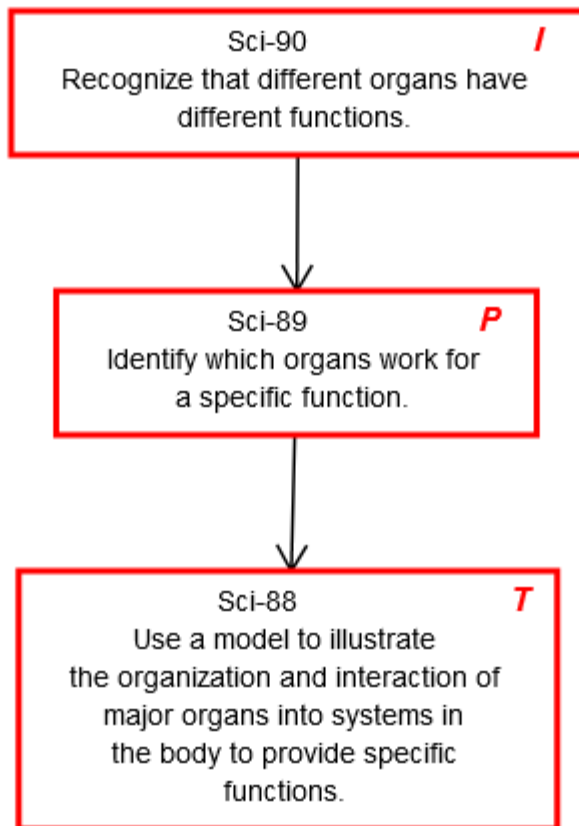 Sci-90 I
Recognize that different organs have
different functions.
Sci-89 P
Identify which organs work for
a specific function.
Sci-88 T
Use a model to illustrate
the organization and interaction of
major organs into systems in
the body to provide specific
functions.